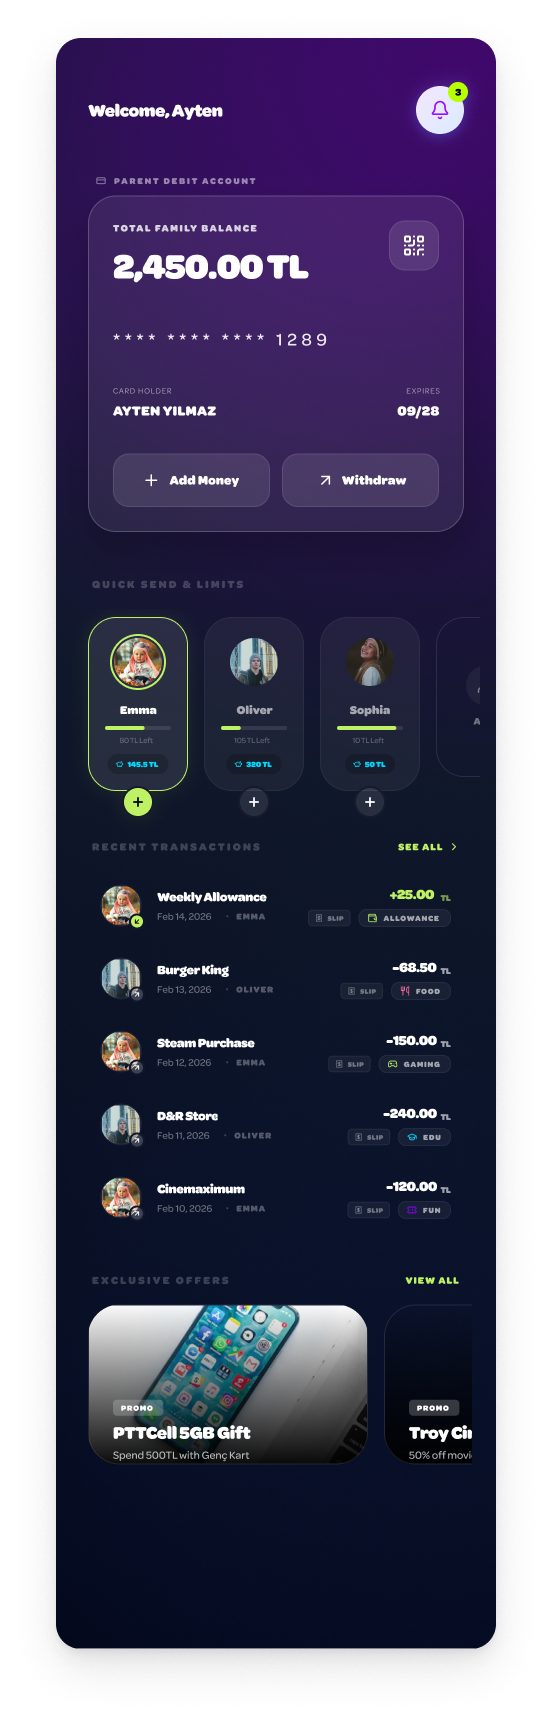 Welcome, Ayten
3
PARENT DEBIT ACCOUNT
TOTAL FAMILY BALANCE
2,450.00 TL
**** **** **** 1289
CARD HOLDER
EXPIRES
AYTEN YILMAZ
09/28
Add Money
Withdraw
QUICK SEND & LIMITS
Emma
80 TL Left
145.5 TL
Oliver
105 TL Left
320 TL
Sophia
10 TL Left
50 TL
A
RECENT TRANSACTIONS
SEE ALL
Weekly Allowance
+25.00 TL
Feb 14, 2026 • EMMA
SLIP
ALLOWANCE
Burger King
-68.50 TL
Feb 13, 2026 • OLIVER
SLIP
FOOD
Steam Purchase
-150.00 TL
Feb 12, 2026 • EMMA
SLIP
GAMING
D&R Store
-240.00 TL
Feb 11, 2026 • OLIVER
SLIP
EDU
Cinemaximum
-120.00 TL
Feb 10, 2026 • EMMA
SLIP
FUN
EXCLUSIVE OFFERS
VIEW ALL
PROMO
PTTCell 5GB Gift
Spend 500TL with Genç Kart
PROMO
Troy Cin
50% off movi